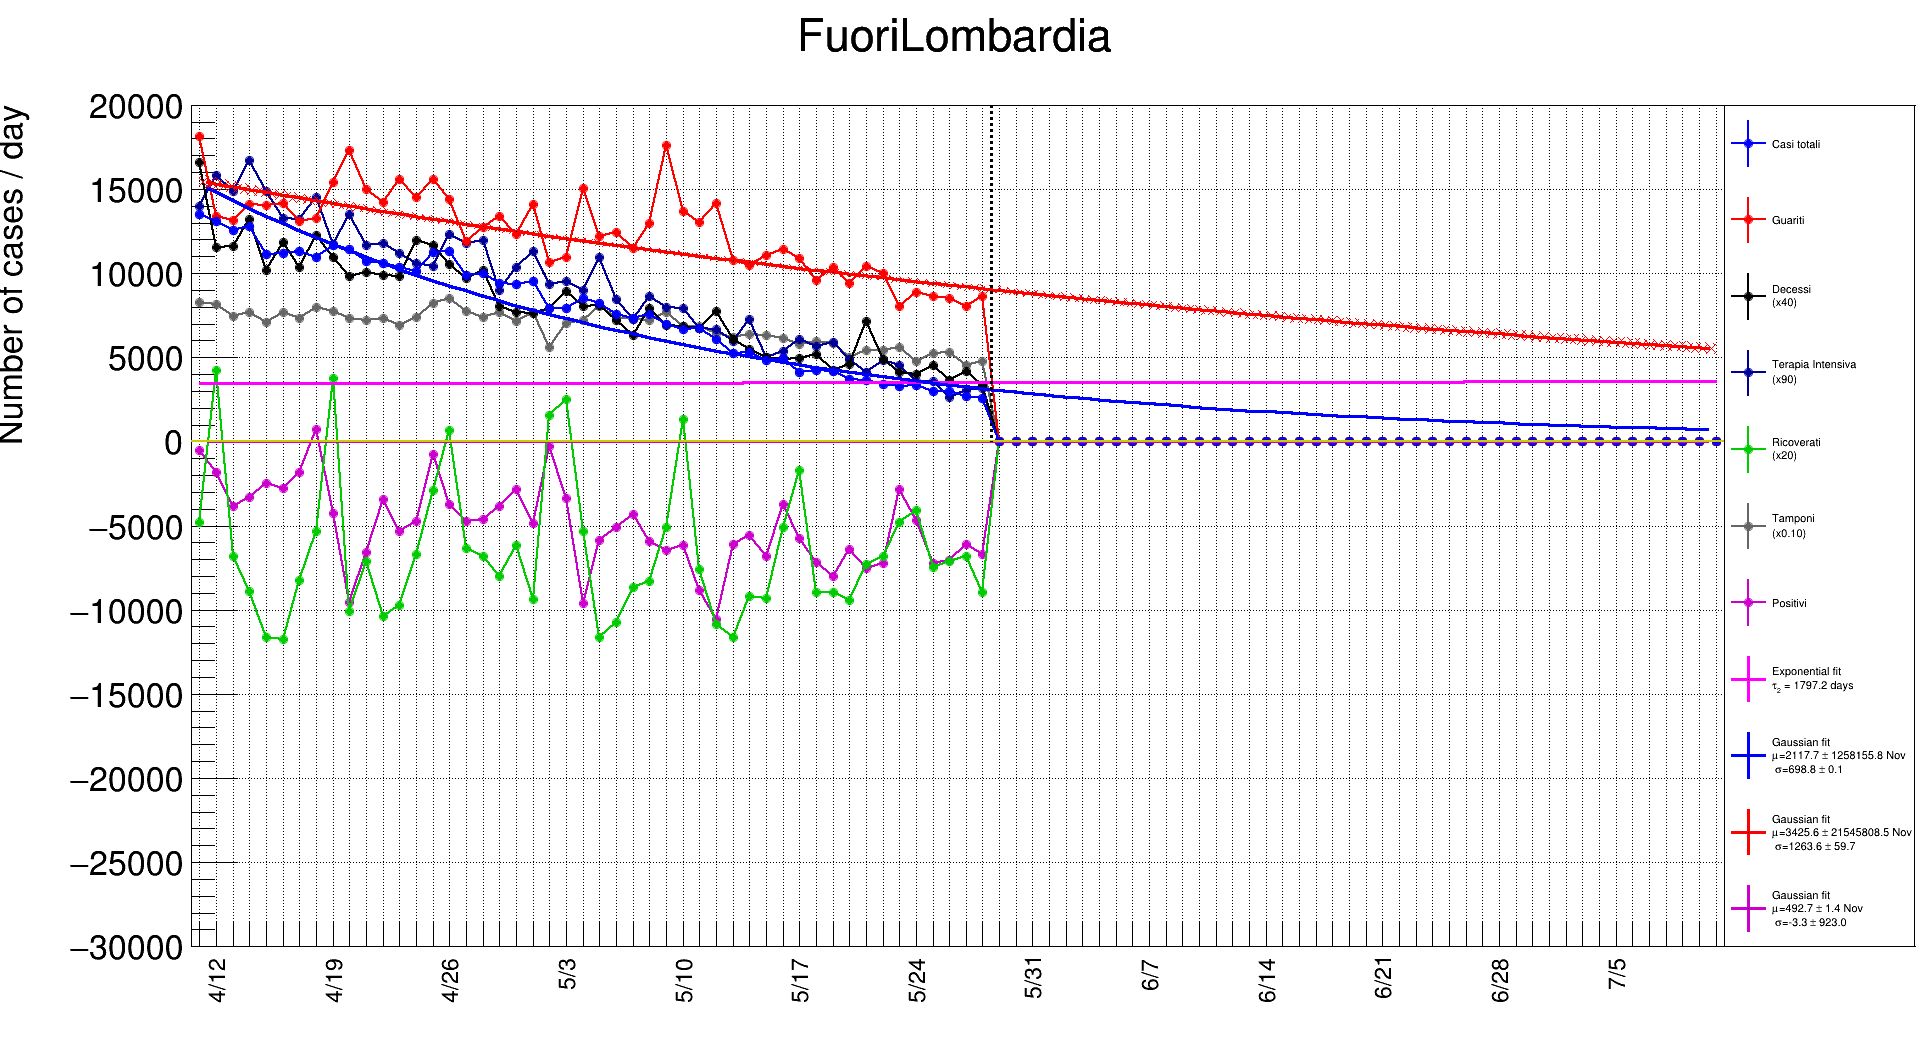 FuoriLombardia
Number of cases / day
20000
15000
10000
5000
0
−5000
−10000
−15000
−20000
−25000
−30000
4/12
4/19
4/26
5/3
5/10
5/17
5/24
5/31
6/7
6/14
6/21
6/28
7/5
Casi totali
Guariti
Decessi
(x40)
Terapia Intensiva
(x90)
Ricoverati
(x20)
Tamponi
(x0.10)
Positivi
Exponential fit
τ2 = 1797.2 days
Gaussian fit
μ=2117.7 ± 1258155.8 Nov
σ=698.8 ± 0.1
Gaussian fit
μ=3425.6 ± 21545808.5 Nov
σ=1263.6 ± 59.7
Gaussian fit
μ=492.7 ± 1.4 Nov
σ=-3.3 ± 923.0